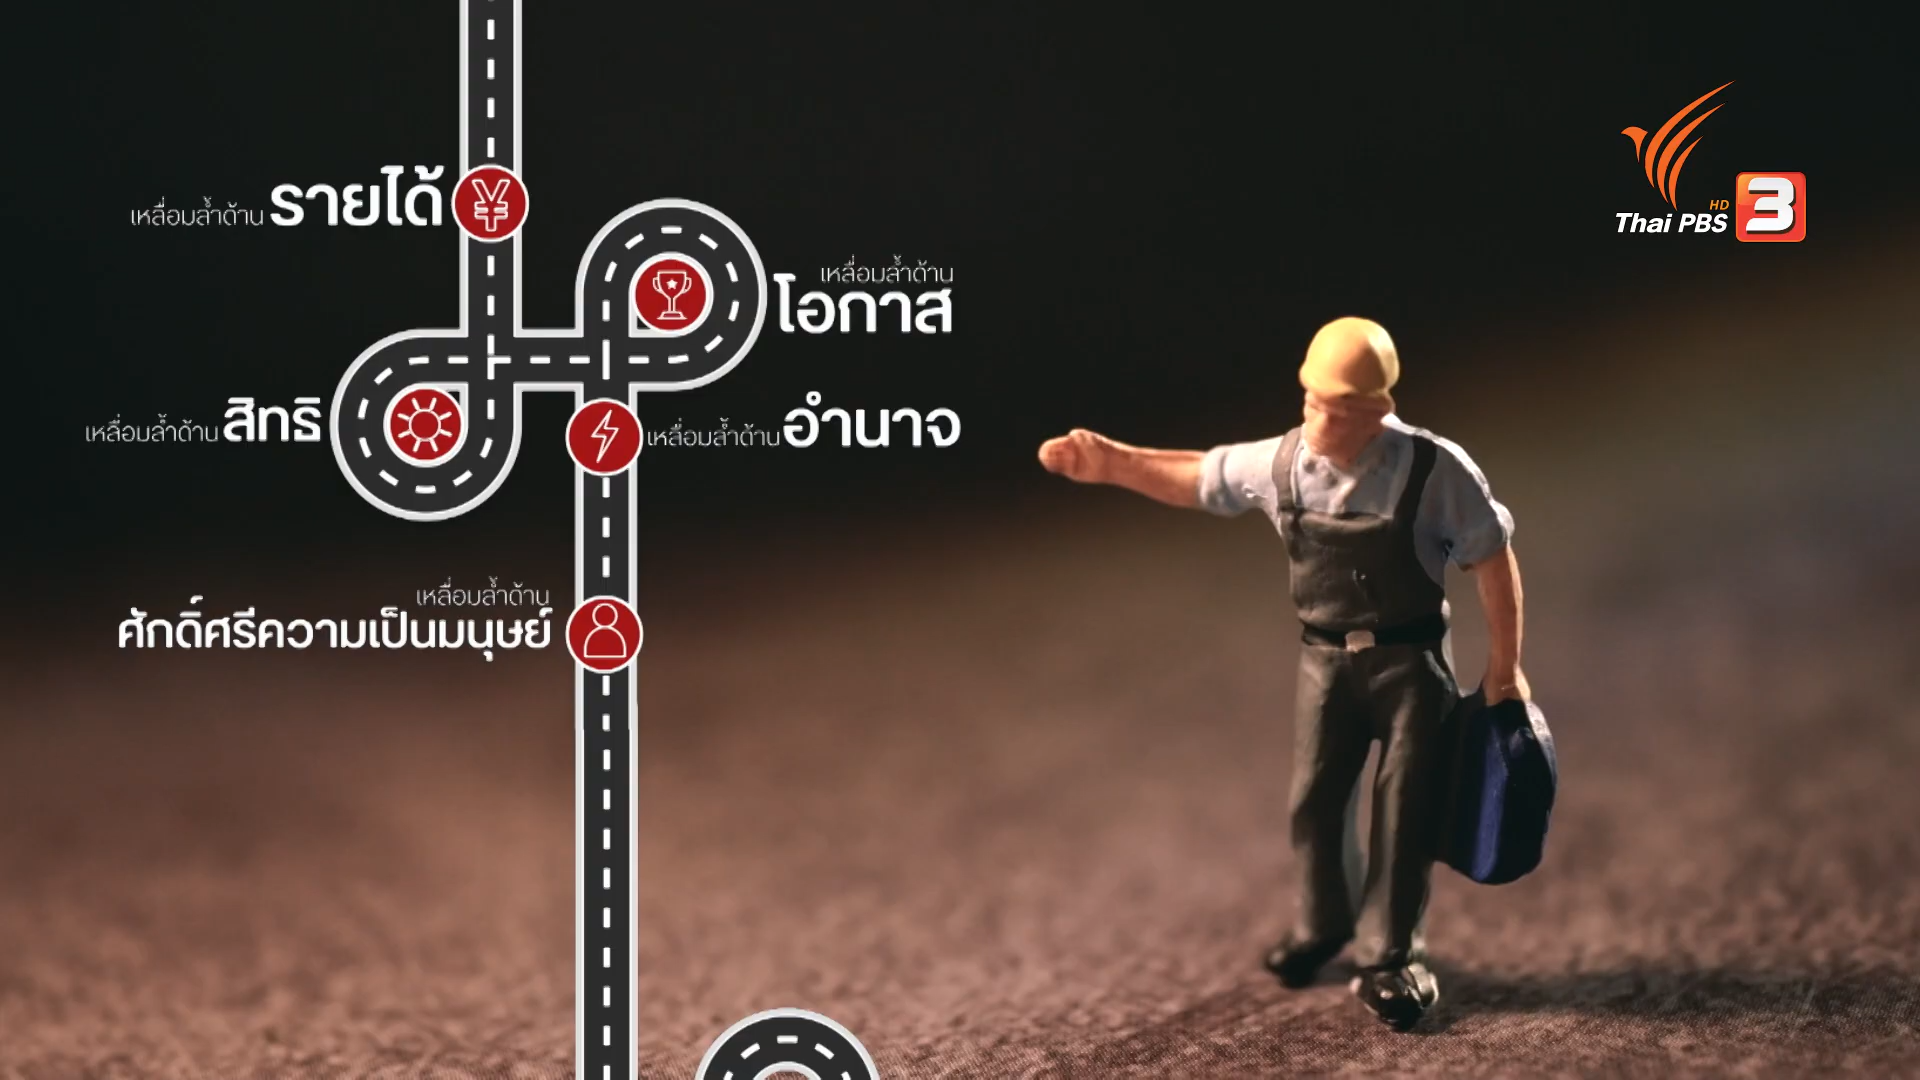 เหลื่อมล้ำด้าน รายได้
เหลื่อมล้ำด้าน
โอกาส
เหลื่อมล้ำด้าน สิทธิ
เหลื่อมล้ำด้าน อำนาจ
เหลื่อมล้ำด้าน
ศักดิ์ศรีความเป็นมนุษย์
HD
Thai PBS 3